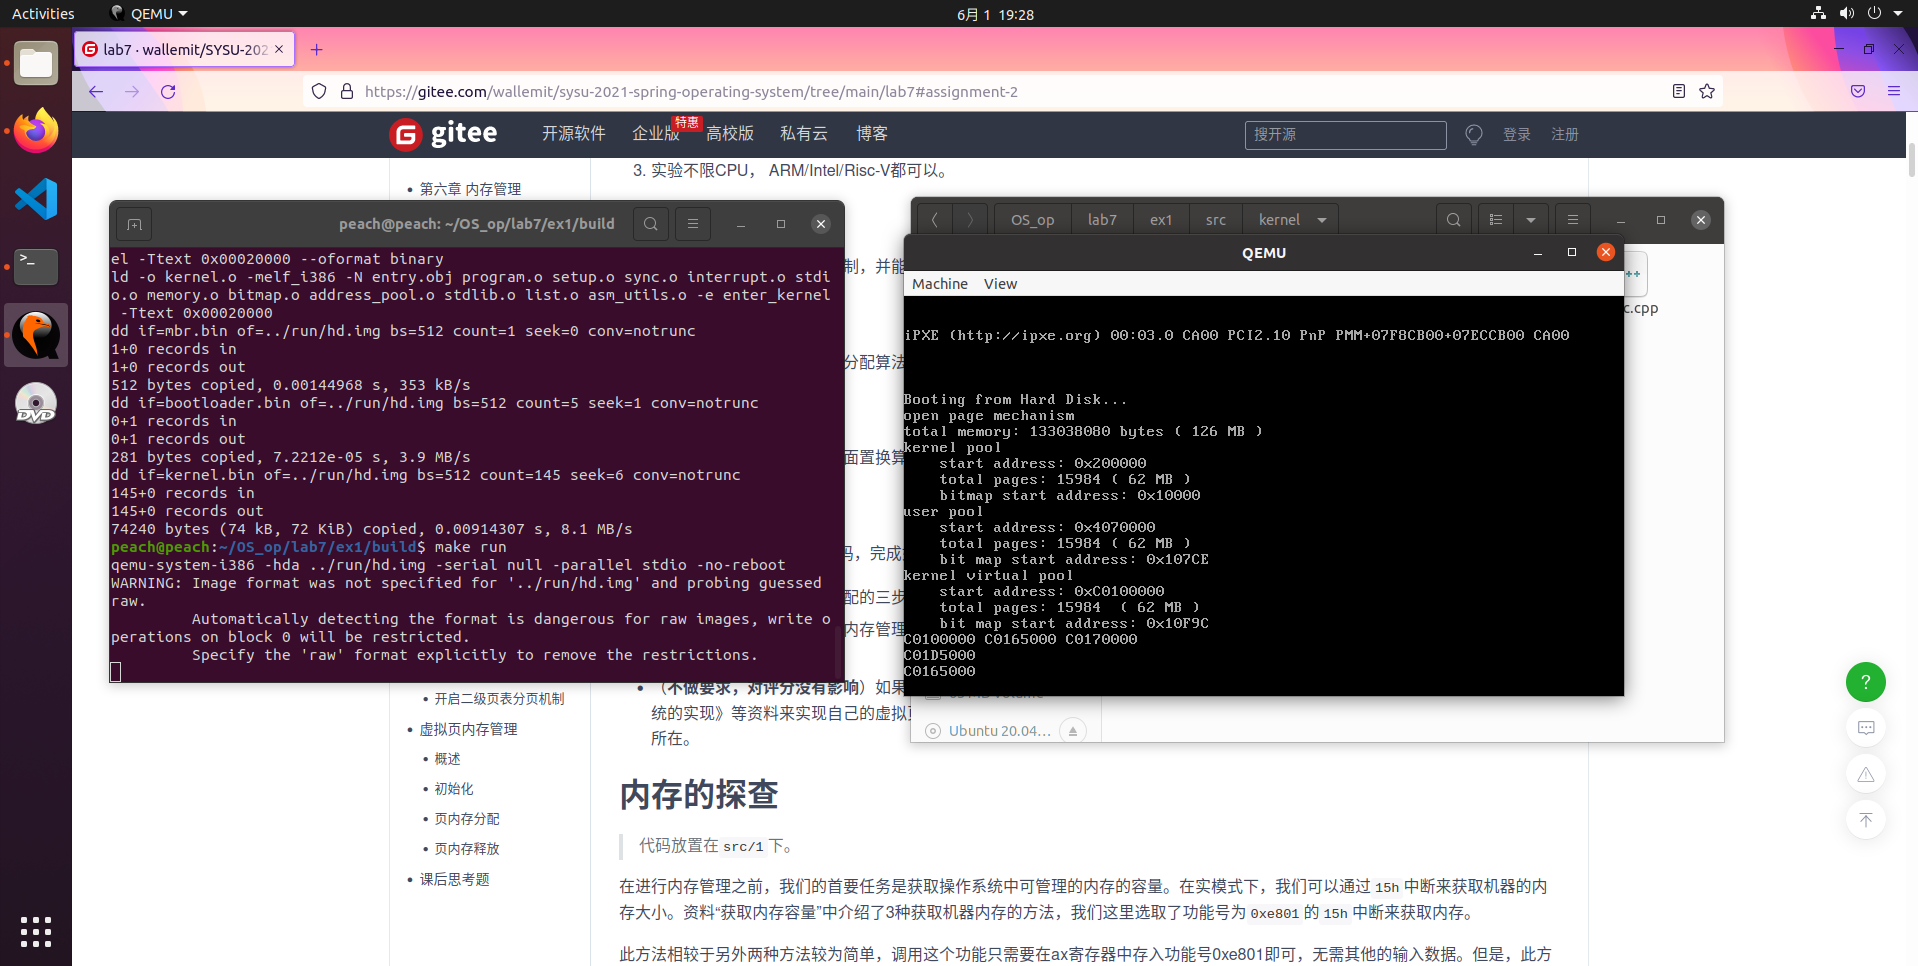 Activities
QEMU
6月 1 19:28
lab7 · wallemit/SYSU-202
https://gitee.com/wallemit/sysu-2021-spring-operating-system/tree/main/lab7#assignment-2
gitee
开源软件
企业版
特惠
高校版
私有云
博客
搜开源
登录
注册
第六章 内存管理
3. 实验不限CPU， ARM/Intel/Risc-V都可以。
peach@peach: ~/OS_op/lab7/ex1/build
el -Ttext 0x00020000 --oformat binary
ld -o kernel.o -melf_i386 -N entry.obj program.o setup.o sync.o interrupt.o stdi
o.o memory.o bitmap.o address_pool.o stdlib.o list.o asm_utils.o -e enter_kernel
-Ttext 0x00020000
dd if=mbr.bin of=../run/hd.img bs=512 count=1 seek=0 conv=notrunc
1+0 records in
1+0 records out
512 bytes copied, 0.00144968 s, 353 kB/s
dd if=bootloader.bin of=../run/hd.img bs=512 count=5 seek=1 conv=notrunc
0+1 records in
0+1 records out
281 bytes copied, 7.2212e-05 s, 3.9 MB/s
dd if=kernel.bin of=../run/hd.img bs=512 count=145 seek=6 conv=notrunc
145+0 records in
145+0 records out
74240 bytes (74 kB, 72 KiB) copied, 0.00914307 s, 8.1 MB/s
peach@peach:~/OS_op/lab7/ex1/build$ make run
qemu-system-i386 -hda ../run/hd.img -serial null -parallel stdio -no-reboot
WARNING: Image format was not specified for '../run/hd.img' and probing guessed
raw.
Automatically detecting the format is dangerous for raw images, write o
perations on block 0 will be restricted.
Specify the 'raw' format explicitly to remove the restrictions.
制，并能
分配算法
面置换算
码，完成
配的三步
内存管理
OS_op
lab7
ex1
src
kernel
c.cpp
Ubuntu 20.04…
QEMU
Machine View
iPXE (http://ipxe.org) 00:03.0 CA00 PCI2.10 PnP PMM+07F8CB00+07ECCB00 CA00
Booting from Hard Disk...
open page mechanism
total memory: 133038080 bytes ( 126 MB )
kernel pool
start address: 0x200000
total pages: 15984 ( 62 MB )
bitmap start address: 0x10000
user pool
start address: 0x4070000
total pages: 15984 ( 62 MB )
bit map start address: 0x107CE
kernel virtual pool
start address: 0xC0100000
total pages: 15984 ( 62 MB )
bit map start address: 0x10F9C
C0100000 C0165000 C0170000
C01D5000
C0165000
开启二级页表分页机制
虚拟页内存管理
概述
初始化
页内存分配
页内存释放
课后思考题
（不做要求，对评分没有影响）如果
统的实现》等资料来实现自己的虚拟
所在。
内存的探查
代码放置在 src/1 下。
在进行内存管理之前，我们的首要任务是获取操作系统中可管理的内存的容量。在实模式下，我们可以通过 15h 中断来获取机器的内
存大小。资料“获取内存容量”中介绍了3种获取机器内存的方法，我们这里选取了功能号为 0xe801 的 15h 中断来获取内存。
此方法相较于另外两种方法较为简单，调用这个功能只需要在ax寄存器中存入功能号0xe801即可，无需其他的输入数据。但是，此方